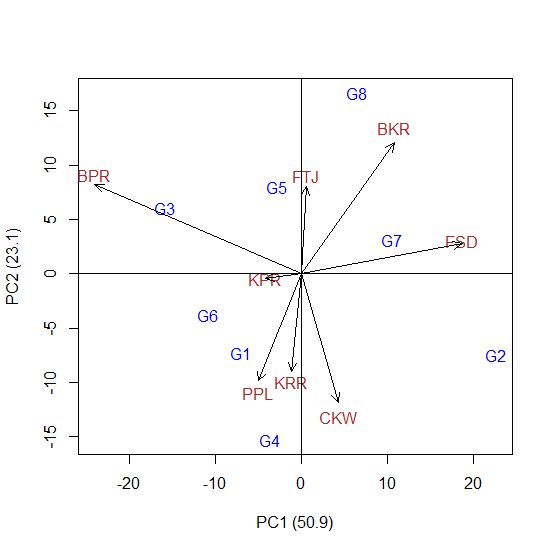 G8
15
BKR
10
BPR
FTJ
G5
G3
5
G7
FSD
PC2 (23.1)
0
KPR
G6
-5
G1
G2
-10
KRR
PPL
CKW
-15
G4
-20
-10
0
10
20
PC1 (50.9)